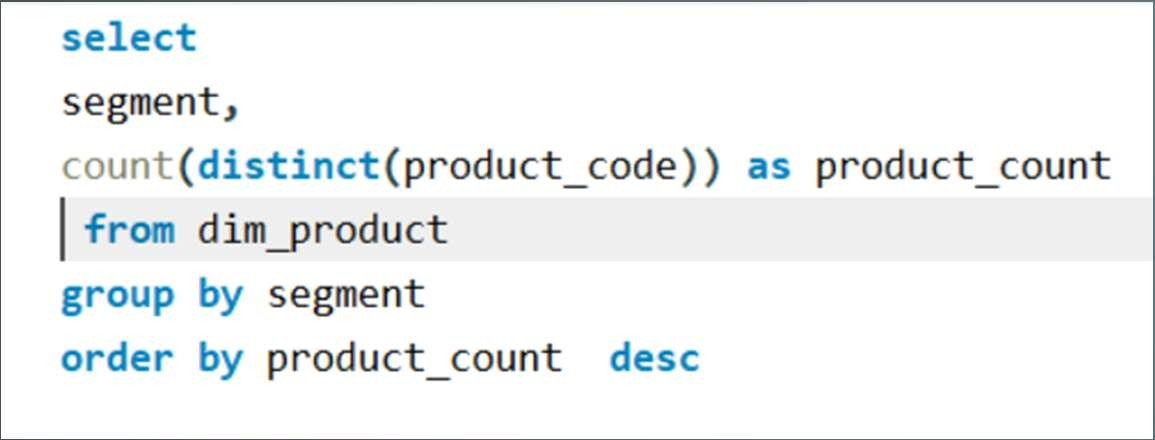 select
segment,
count(distinct(product_code)) as product_count
 from dim_product
group by segment
order by product_count  desc